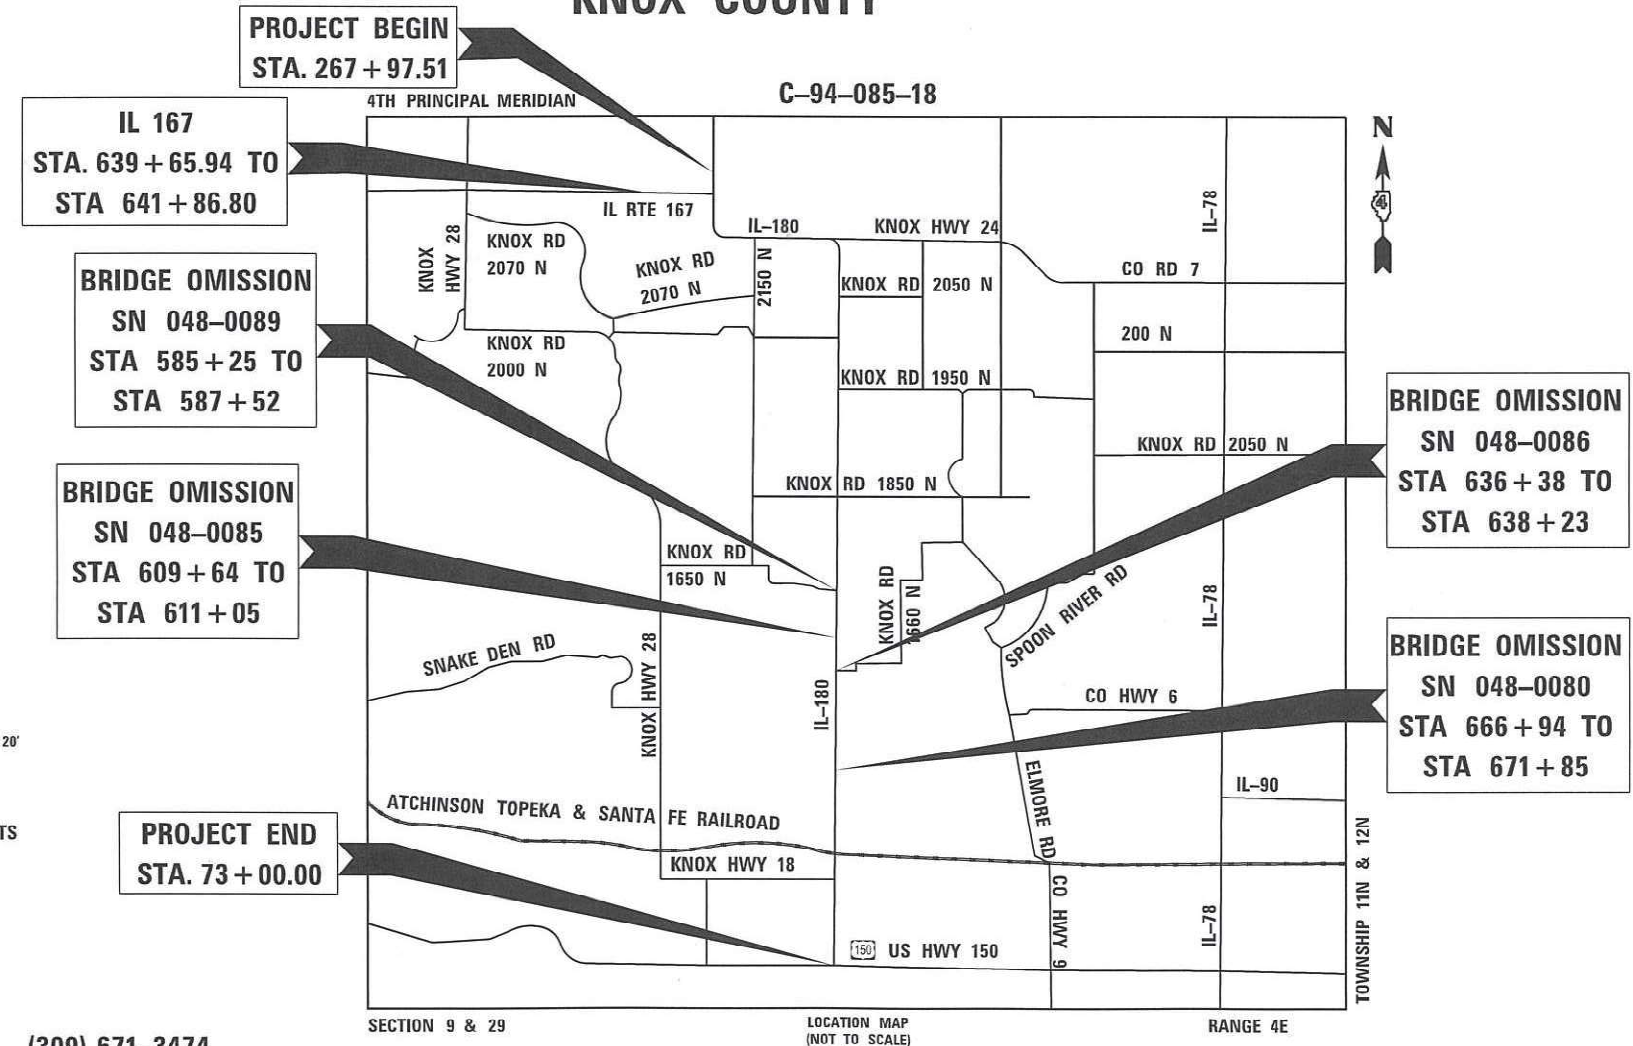 KNOX COUNTY
PROJECT BEGIN
STA. 267+97.51
C-94-085-18
4TH PRINCIPAL MERIDIAN
IL 167
STA. 639+65.94 TO
STA 641+86.80
N
4
IL RTE 167
IL-180
KNOX HWY 24
IL-78
KNOX
HWY 28
KNOX RD
2070 N
KNOX RD
2070 N
2150 N
KNOX RD 2050 N
CO RD 7
BRIDGE OMISSION
SN 048-0089
STA 585+25 TO
STA 587+52
KNOX RD
2000 N
200 N
KNOX RD 1950 N
BRIDGE OMISSION
SN 048-0086
STA 636+38 TO
STA 638+23
KNOX RD 2050 N
KNOX RD 1850 N
BRIDGE OMISSION
SN 048-0085
STA 609+64 TO
STA 611+05
KNOX RD
1650 N
KNOX RD
1660 N
SPOON RIVER RD
IL-78
SNAKE DEN RD
KNOX HWY 28
IL-180
CO HWY 6
BRIDGE OMISSION
SN 048-0080
STA 666+94 TO
STA 671+85
20'
ELMORE RD
IL-90
ATCHINSON TOPEKA & SANTA FE RAILROAD
TS
PROJECT END
STA. 73+00.00
KNOX HWY 18
CO HWY 9
IL-78
TOWNSHIP 11N & 12N
150 US HWY 150
SECTION 9 & 29
LOCATION MAP
(NOT TO SCALE)
RANGE 4E
(309) 671-3474